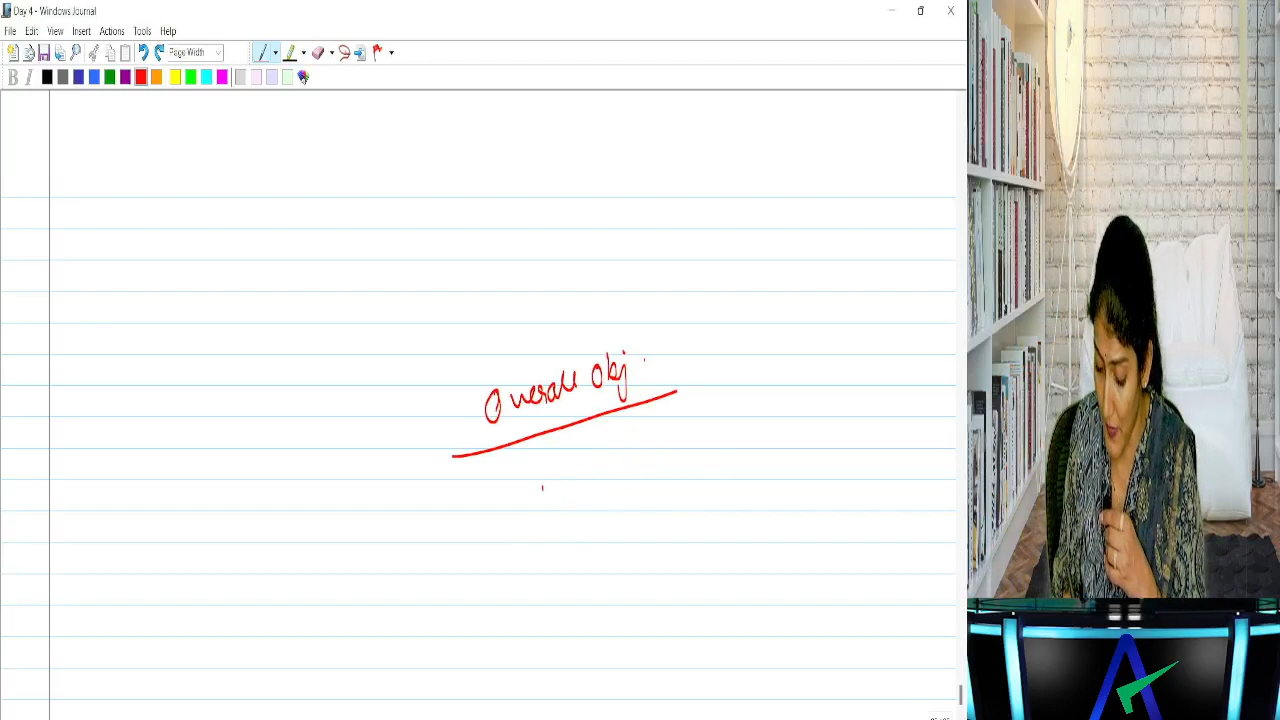 Day 4 - Windows Journal
File Edit View Insert Actions Tools Help
Page Width
B I
Overall Obj.